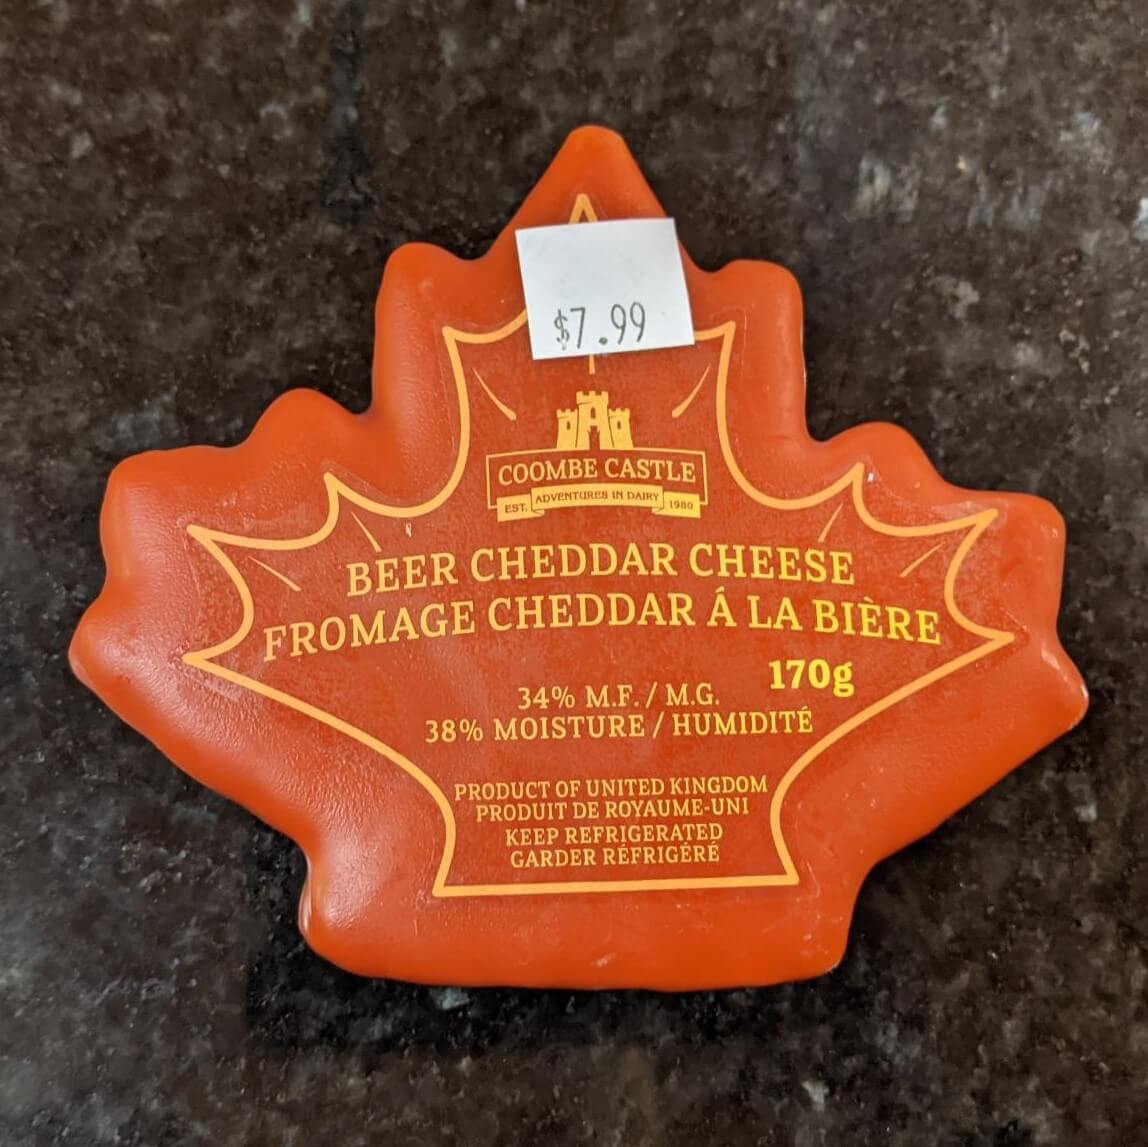 $7.99
COOMBE CASTLE
EST. ADVENTURES IN DAIRY 1980
BEER CHEDDAR CHEESE
FROMAGE CHEDDAR Á LA BIÈRE
170g
34% M.F. / M.G.
38% MOISTURE / HUMIDITÉ
PRODUCT OF UNITED KINGDOM
PRODUIT DE ROYAUME-UNI
KEEP REFRIGERATED
GARDER RÉFRIGÉRÉ